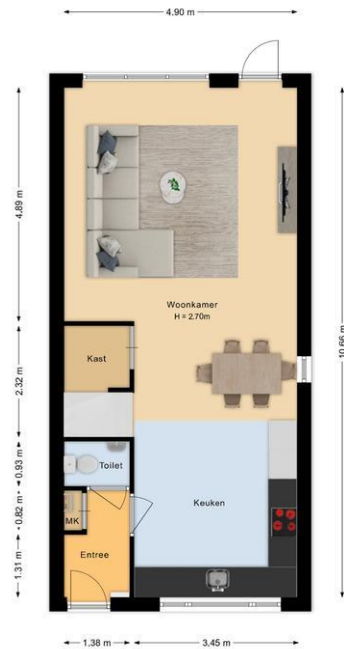 4.90 m
4.89 m
10.66 m
Woonkamer
H = 2.70m
2.32 m
Kast
0.93 m
Toilet
0.82 m
MK
Keuken
1.31 m
Entree
1.38 m
3.45 m